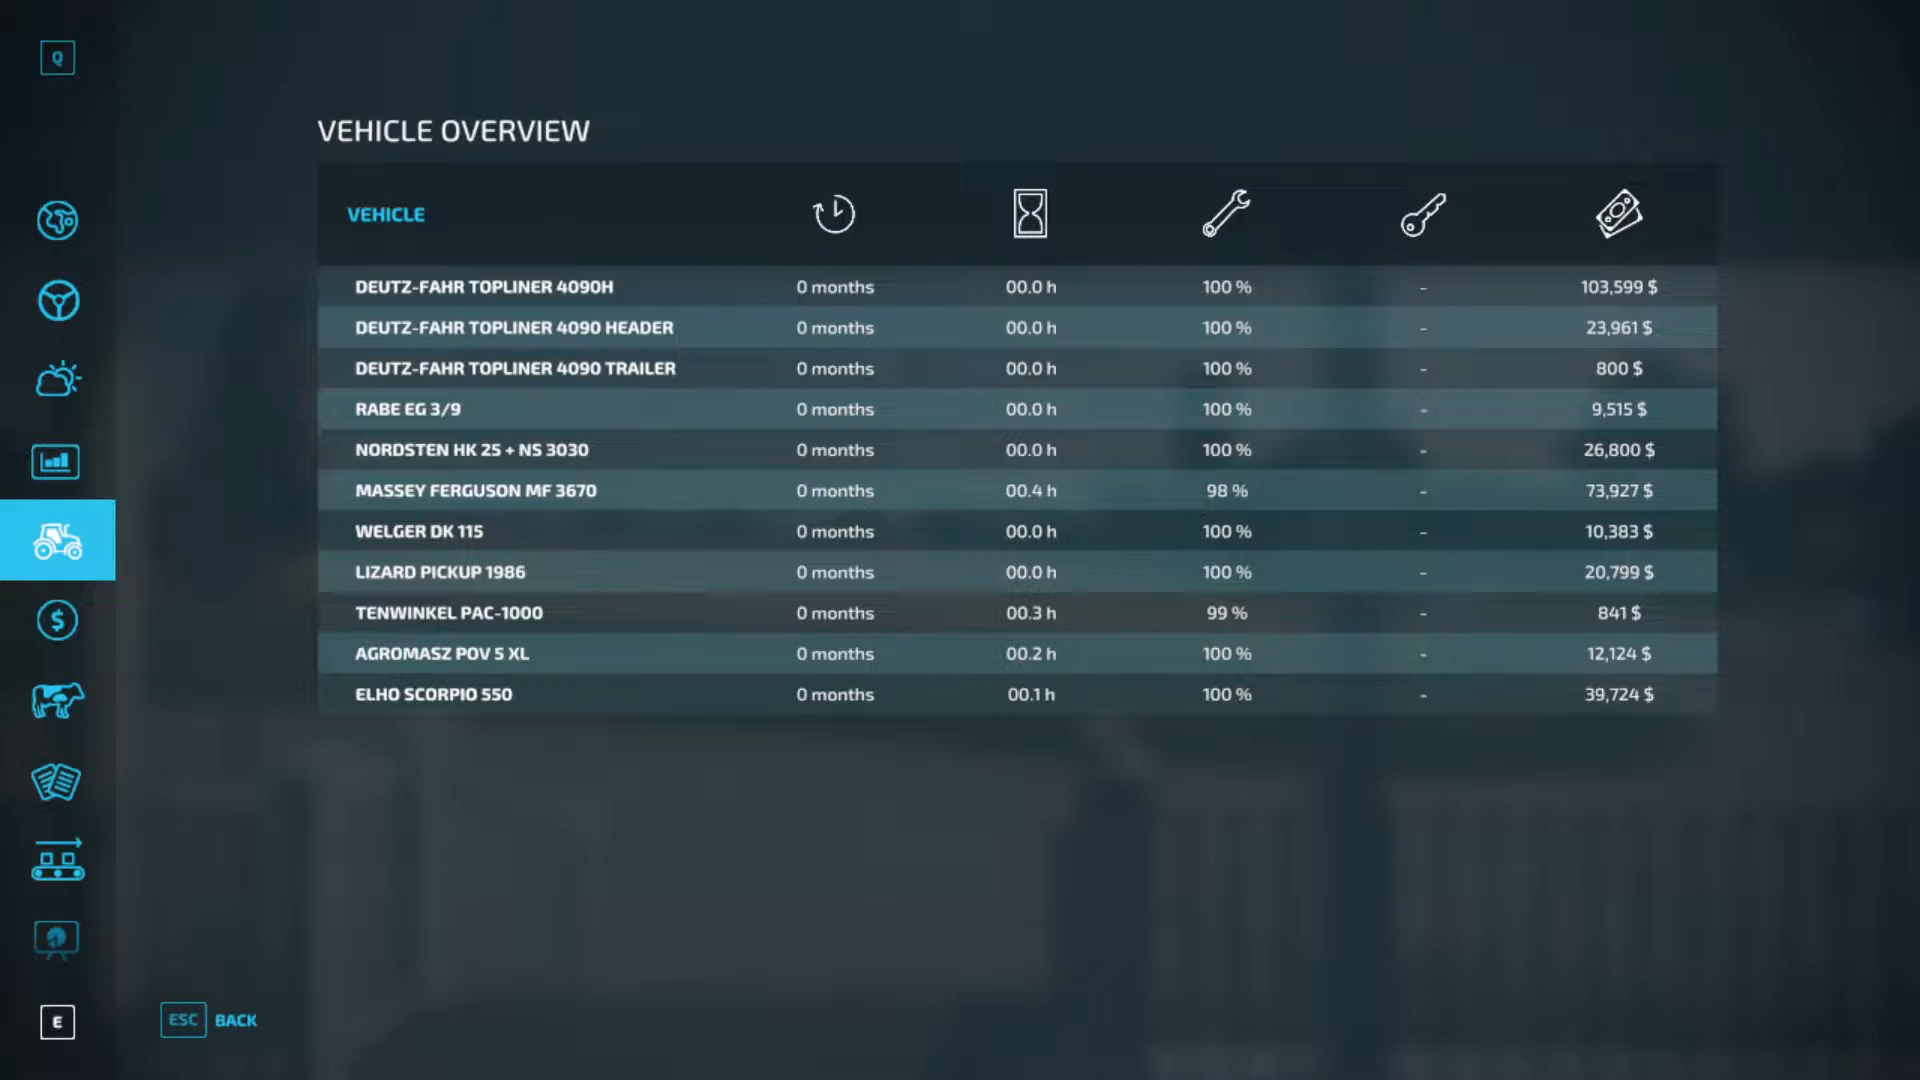 Q
VEHICLE OVERVIEW
VEHICLE
DEUTZ-FAHR TOPLINER 4090H 0 months 00.0 h 100 % - 103,599 $
DEUTZ-FAHR TOPLINER 4090 HEADER 0 months 00.0 h 100 % - 23,961 $
DEUTZ-FAHR TOPLINER 4090 TRAILER 0 months 00.0 h 100 % - 800 $
RABE EG 3/9 0 months 00.0 h 100 % - 9,515 $
NORDSTEN HK 25 + NS 3030 0 months 00.0 h 100 % - 26,800 $
MASSEY FERGUSON MF 3670 0 months 00.4 h 98 % - 73,927 $
WELGER DK 115 0 months 00.0 h 100 % - 10,383 $
LIZARD PICKUP 1986 0 months 00.0 h 100 % - 20,799 $
TENWINKEL PAC-1000 0 months 00.3 h 99 % - 841 $
AGROMASZ POV 5 XL 0 months 00.2 h 100 % - 12,124 $
ELHO SCORPIO 550 0 months 00.1 h 100 % - 39,724 $
E
ESC BACK